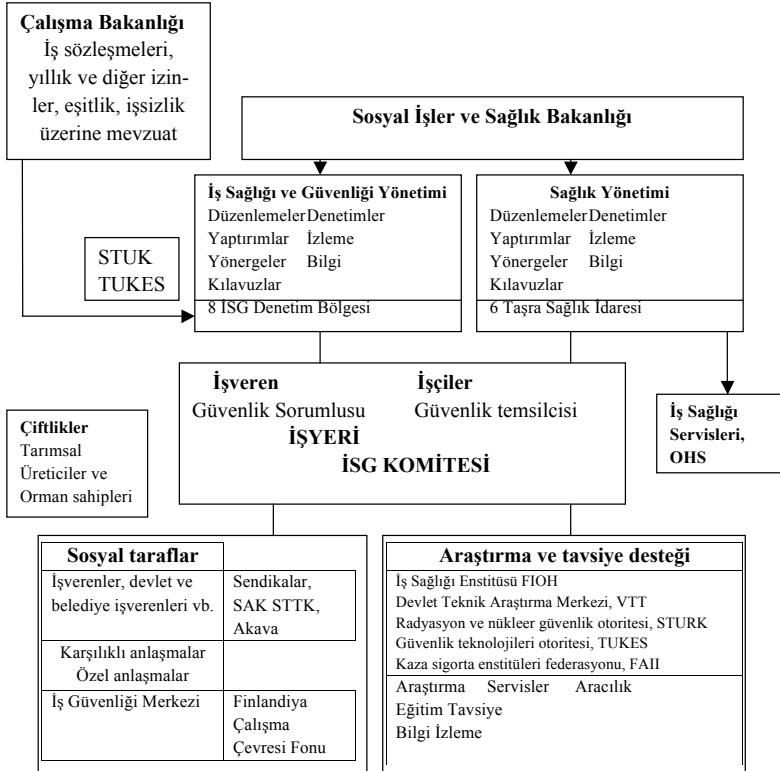 Çalışma Bakanlığı
İş sözleşmeleri,
yıllık ve diğer izin-
ler, eşitlik, işsizlik
üzerine mevzuat
Sosyal İşler ve Sağlık Bakanlığı
İş Sağlığı ve Güvenliği Yönetimi
Düzenlemeler Denetimler
Yaptırımlar İzleme
Yönergeler Bilgi
Kılavuzlar
8 İSG Denetim Bölgesi
Sağlık Yönetimi
Düzenlemeler Denetimler
Yaptırımlar İzleme
Yönergeler Bilgi
Kılavuzlar
6 Taşra Sağlık İdaresi
STUK
TUKES
İşveren İşçiler
Güvenlik Sorumlusu Güvenlik temsilcisi
İŞYERİ
İSG KOMİTESİ
İş Sağlığı
Servisleri,
OHS
Çiftlikler
Tarımsal
Üreticiler ve
Orman sahipleri
Sosyal taraflar
İşverenler, devlet ve
belediye işverenleri vb.
Sendikalar,
SAK STTK,
Akava
Karşılıklı anlaşmalar
Özel anlaşmalar
İş Güvenliği Merkezi
Finlandiya
Çalışma
Çevresi Fonu
Araştırma ve tavsiye desteği
İş Sağlığı Enstitüsü FIOH
Devlet Teknik Araştırma Merkezi, VTT
Radyasyon ve nükleer güvenlik otoritesi, STURK
Güvenlik teknolojileri otoritesi, TUKES
Kaza sigorta enstitüleri federasyonu, FAII
Araştırma Servisler Aracılık
Eğitim Tavsiye
Bilgi İzleme